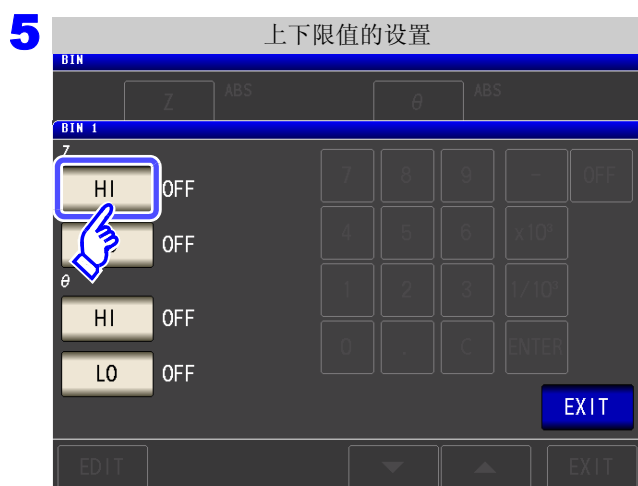 5
上下限值的设置
BIN
Z ABS θ ABS
BIN 1
Z
HI OFF
OFF
θ
HI OFF
LO OFF
7 8 9 - OFF
4 5 6 x10³
1 2 3 1/10³
0 . C ENTER
EXIT
EDIT ▼ ▲ EXIT